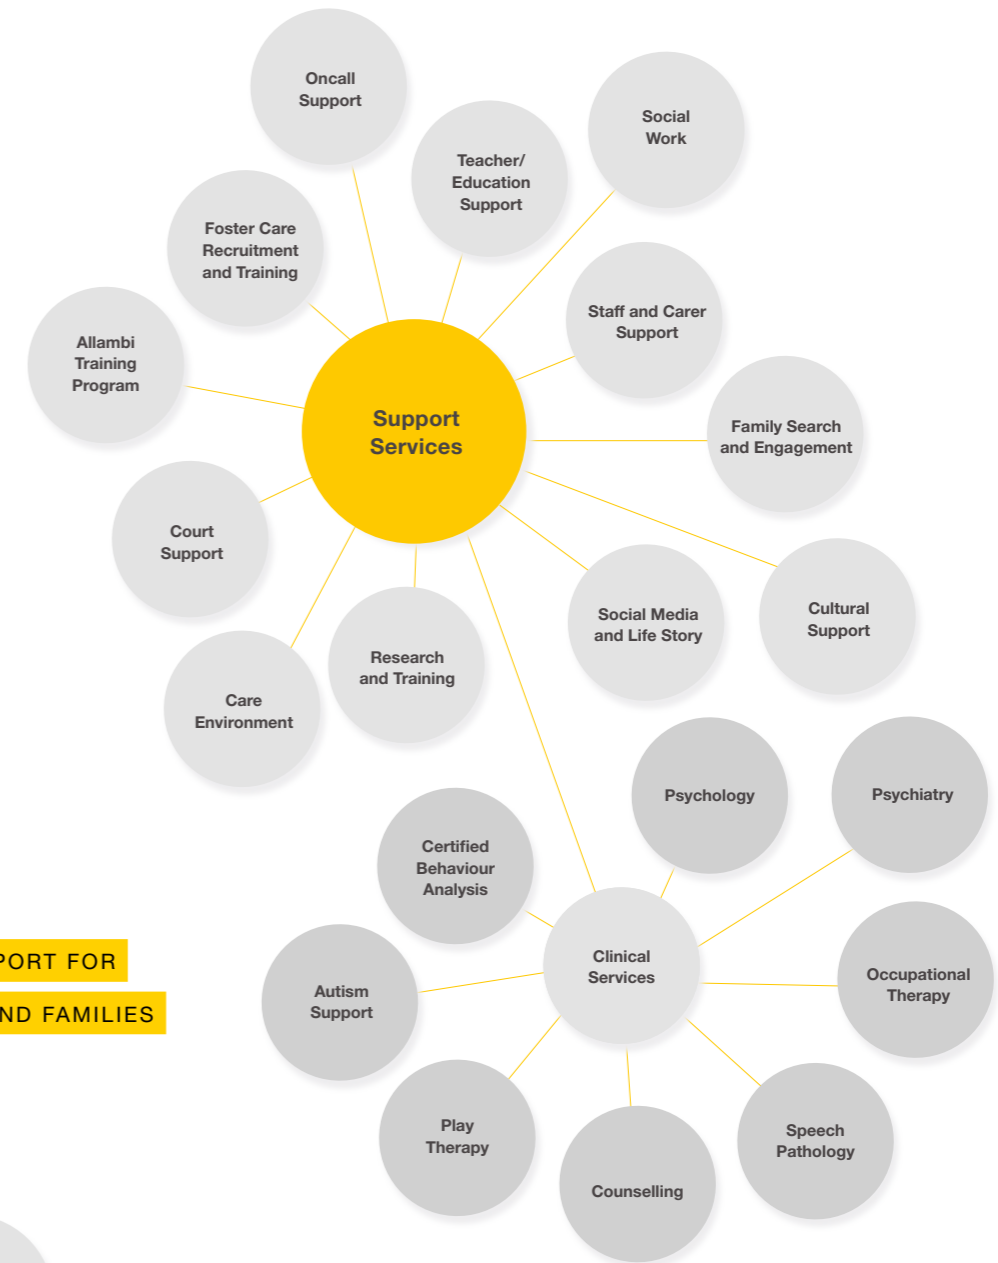 Oncall
Support
Social
Work
Teacher/
Education
Support
Foster Care
Recruitment
and Training
Staff and Carer
Support
Allambi
Training
Program
Support
Services
Family Search
and Engagement
Court
Support
Social Media
and Life Story
Cultural
Support
Research
and Training
Care
Environment
Psychology
Psychiatry
Certified
Behaviour
Analysis
Clinical
Services
Occupational
Therapy
Autism
Support
PORT FOR
ND FAMILIES
Play
Therapy
Speech
Pathology
Counselling